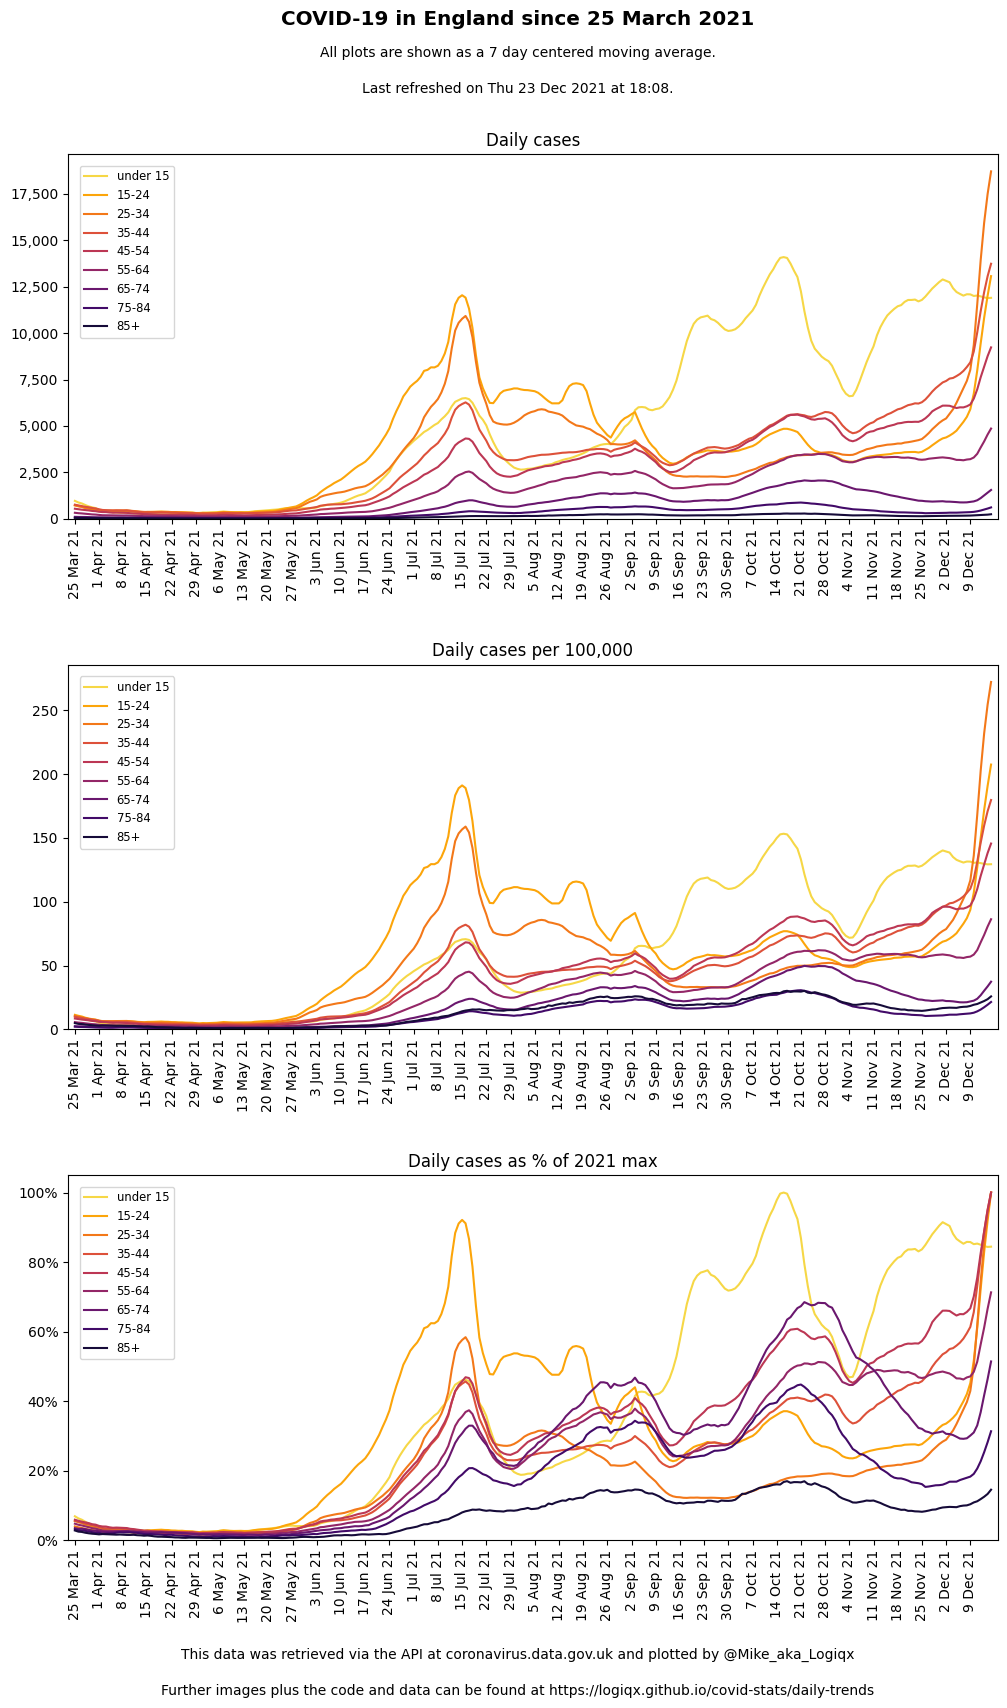 COVID-19 in England since 25 March 2021
All plots are shown as a 7 day centered moving average.
Last refreshed on Thu 23 Dec 2021 at 18:08.
Daily cases
under 15
15-24
25-34
35-44
45-54
55-64
65-74
75-84
85+
17,500
15,000
12,500
10,000
7,500
5,000
2,500
0
25 Mar 21
1 Apr 21
8 Apr 21
15 Apr 21
22 Apr 21
29 Apr 21
6 May 21
13 May 21
20 May 21
27 May 21
3 Jun 21
10 Jun 21
17 Jun 21
24 Jun 21
1 Jul 21
8 Jul 21
15 Jul 21
22 Jul 21
29 Jul 21
5 Aug 21
12 Aug 21
19 Aug 21
26 Aug 21
2 Sep 21
9 Sep 21
16 Sep 21
23 Sep 21
30 Sep 21
7 Oct 21
14 Oct 21
21 Oct 21
28 Oct 21
4 Nov 21
11 Nov 21
18 Nov 21
25 Nov 21
2 Dec 21
9 Dec 21
Daily cases per 100,000
under 15
15-24
25-34
35-44
45-54
55-64
65-74
75-84
85+
250
200
150
100
50
0
25 Mar 21
1 Apr 21
8 Apr 21
15 Apr 21
22 Apr 21
29 Apr 21
6 May 21
13 May 21
20 May 21
27 May 21
3 Jun 21
10 Jun 21
17 Jun 21
24 Jun 21
1 Jul 21
8 Jul 21
15 Jul 21
22 Jul 21
29 Jul 21
5 Aug 21
12 Aug 21
19 Aug 21
26 Aug 21
2 Sep 21
9 Sep 21
16 Sep 21
23 Sep 21
30 Sep 21
7 Oct 21
14 Oct 21
21 Oct 21
28 Oct 21
4 Nov 21
11 Nov 21
18 Nov 21
25 Nov 21
2 Dec 21
9 Dec 21
Daily cases as % of 2021 max
under 15
15-24
25-34
35-44
45-54
55-64
65-74
75-84
85+
100%
80%
60%
40%
20%
0%
25 Mar 21
1 Apr 21
8 Apr 21
15 Apr 21
22 Apr 21
29 Apr 21
6 May 21
13 May 21
20 May 21
27 May 21
3 Jun 21
10 Jun 21
17 Jun 21
24 Jun 21
1 Jul 21
8 Jul 21
15 Jul 21
22 Jul 21
29 Jul 21
5 Aug 21
12 Aug 21
19 Aug 21
26 Aug 21
2 Sep 21
9 Sep 21
16 Sep 21
23 Sep 21
30 Sep 21
7 Oct 21
14 Oct 21
21 Oct 21
28 Oct 21
4 Nov 21
11 Nov 21
18 Nov 21
25 Nov 21
2 Dec 21
9 Dec 21
This data was retrieved via the API at coronavirus.data.gov.uk and plotted by @Mike_aka_Logiqx
Further images plus the code and data can be found at https://logiqx.github.io/covid-stats/daily-trends